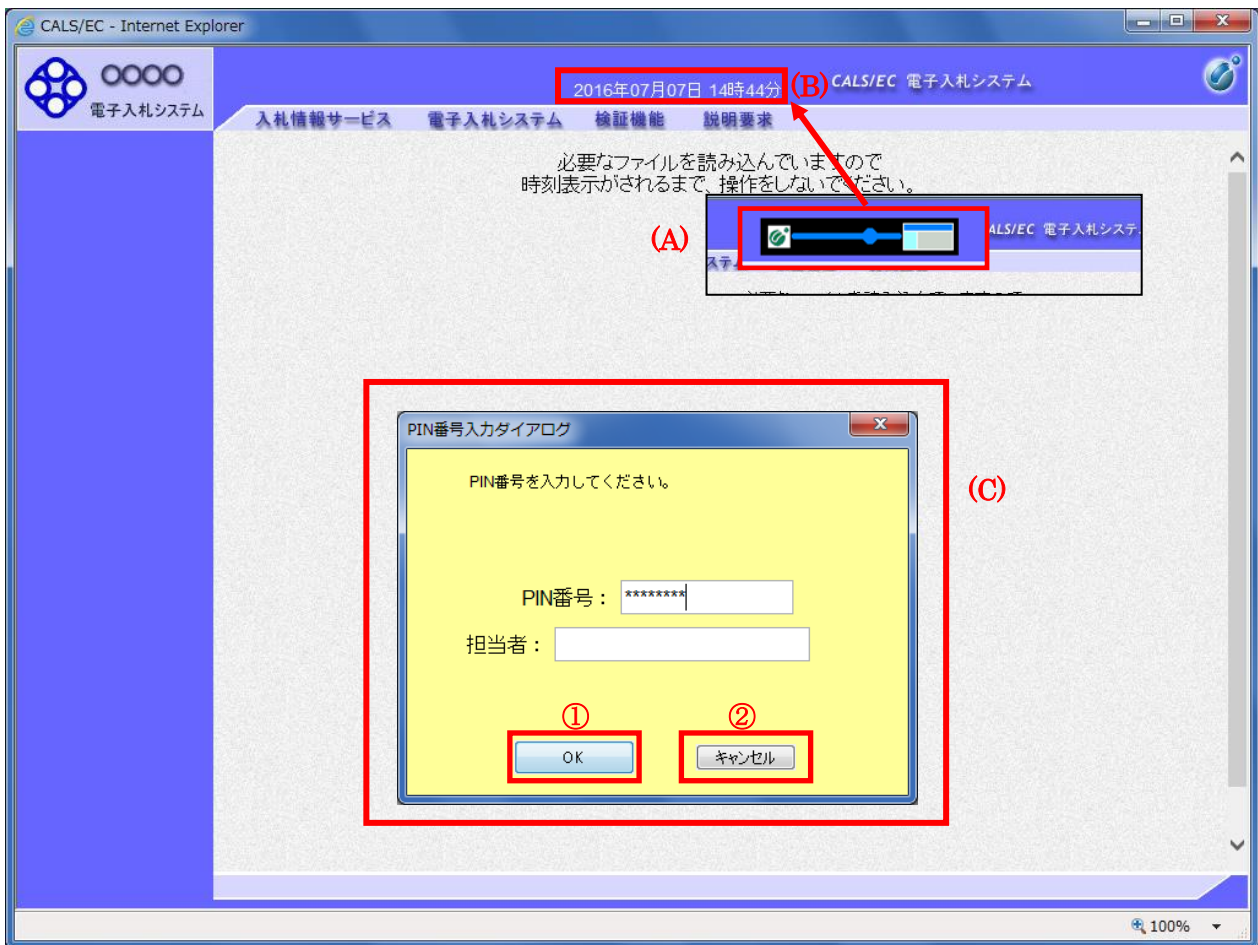 CALS/EC - Internet Explorer
○○○○
電子入札システム
2016年07月07日 14時44分
(B)
CALS/EC 電子入札システム
入札情報サービス 電子入札システム 検証機能 説明要求
必要なファイルを読み込んでいますので
時刻表示がされるまで、操作をしないでください。
(A)
ALS/EC 電子入札システ
ステ
PIN番号入力ダイアログ
PIN番号を入力してください。
(C)
PIN番号： ********
担当者：
① ②
OK キャンセル
100%